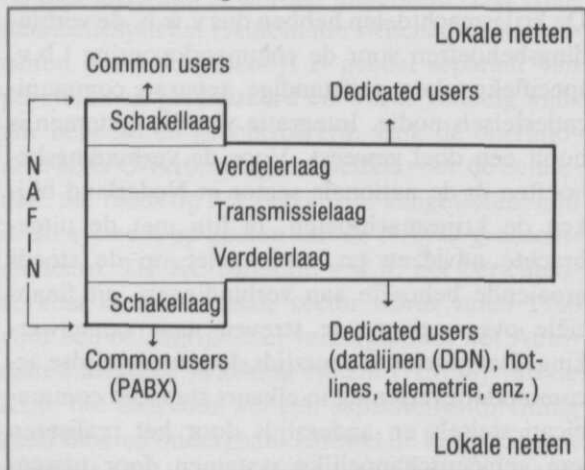 Lokale netten
Common users
Dedicated users
Schakellaag
Verdelerlaag
NAFIN
Transmissielaag
Verdelerlaag
Schakellaag
Common users
(PABX)
Dedicated users
(datalijnen (DDN), hot-
lines, telemetrie, enz.)
Lokale netten